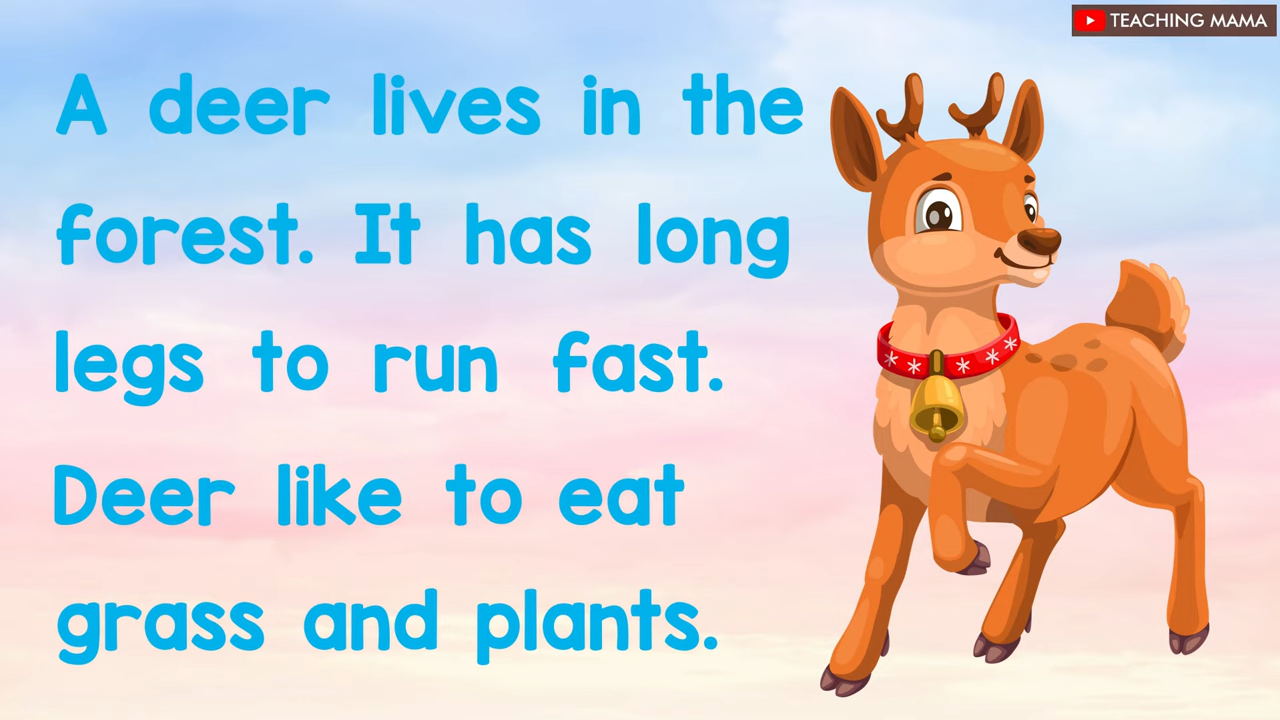 TEACHING MAMA
A deer lives in the
forest. It has long
legs to run fast.
Deer like to eat
grass and plants.